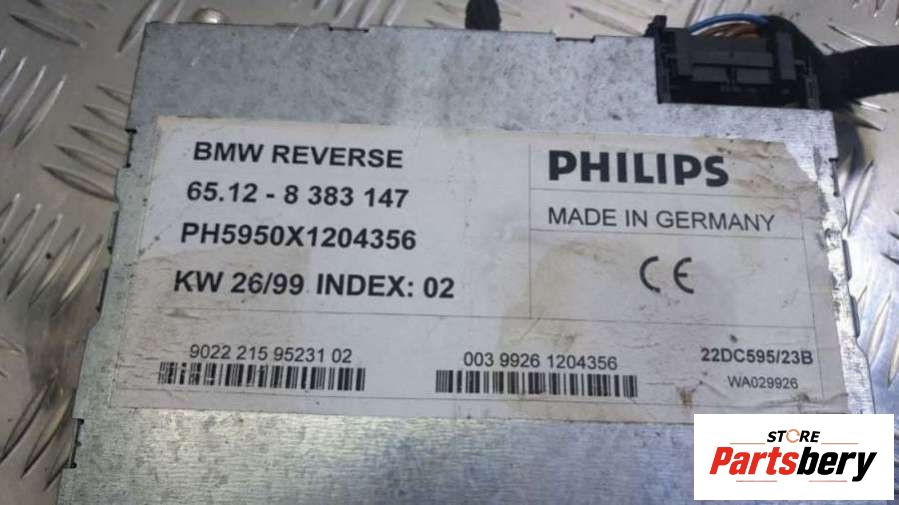 BMW REVERSE
65.12 - 8 383 147
PH5950X1204356
KW 26/99 INDEX: 02
PHILIPS
MADE IN GERMANY
CE
9022 215 95231 02
003 9926 1204356
22DC595/23B
WA029926
STORE
Partsbery